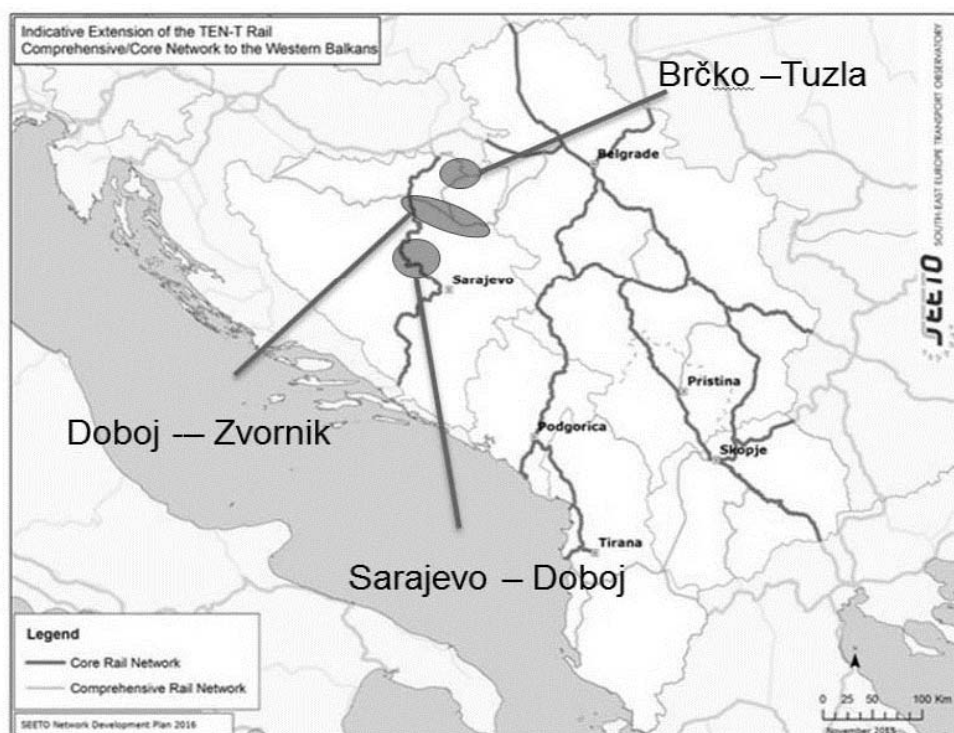 Indicative Extension of the TEN-T Rail
Comprehensive/Core Network to the Western Balkans
Brčko –Tuzla
Belgrade
SOUTH-EAST EUROPE TRANSPORT OBSERVATORY
SEETO
Sarajevo
Pristina
Doboj -– Zvornik
Podgorica
Skopje
Tirana
Sarajevo – Doboj
Legend
Core Rail Network
Comprehensive Rail Network
0 25 50 100 Km
SEETO Network Development Plan 2016
November 2015